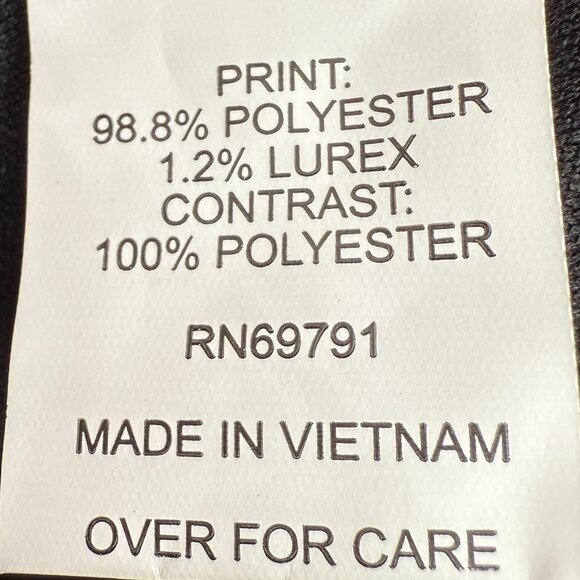 PRINT:
98.8% POLYESTER
1.2% LUREX
CONTRAST:
100% POLYESTER
RN69791
MADE IN VIETNAM
OVER FOR CARE